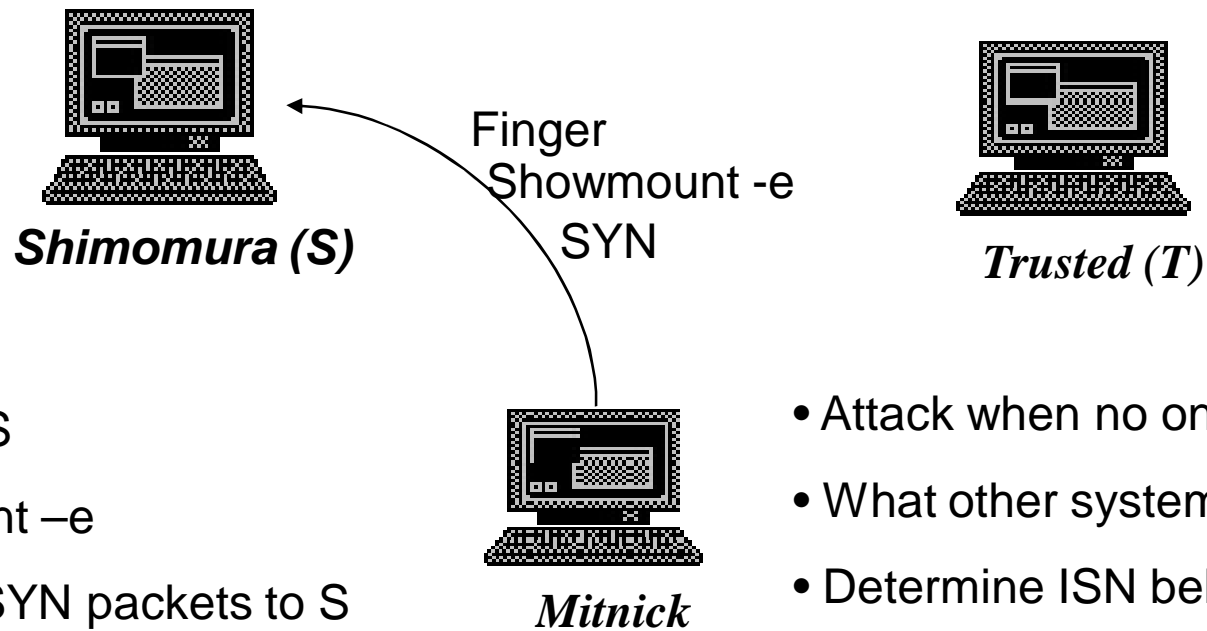 Finger
Showmount -e
SYN
Shimomura (S)
Trusted (T)
S
nt –e
SYN packets to S
Mitnick
• Attack when no on
• What other system
• Determine ISN bel